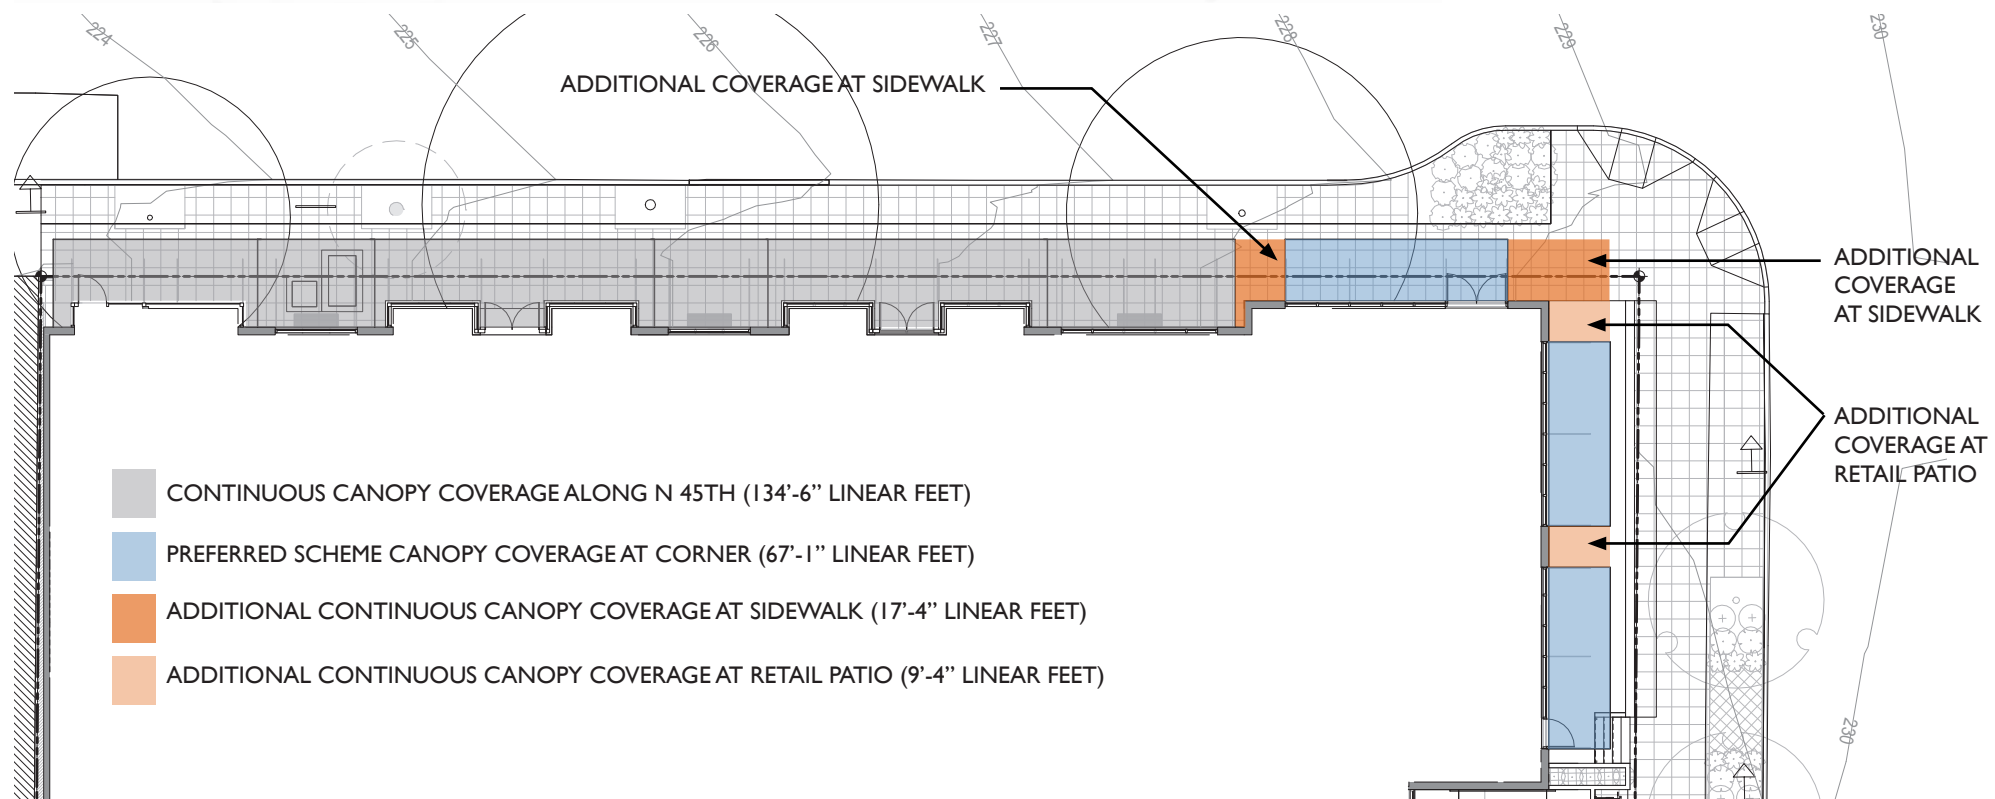 224
225
226
227
228
229
230
ADDITIONAL COVERAGE AT SIDEWALK
ADDITIONAL
COVERAGE
AT SIDEWALK
ADDITIONAL
COVERAGE AT
RETAIL PATIO
CONTINUOUS CANOPY COVERAGE ALONG N 45TH (134'-6” LINEAR FEET)
PREFERRED SCHEME CANOPY COVERAGE AT CORNER (67'-1” LINEAR FEET)
ADDITIONAL CONTINUOUS CANOPY COVERAGE AT SIDEWALK (17'-4” LINEAR FEET)
ADDITIONAL CONTINUOUS CANOPY COVERAGE AT RETAIL PATIO (9'-4” LINEAR FEET)
230